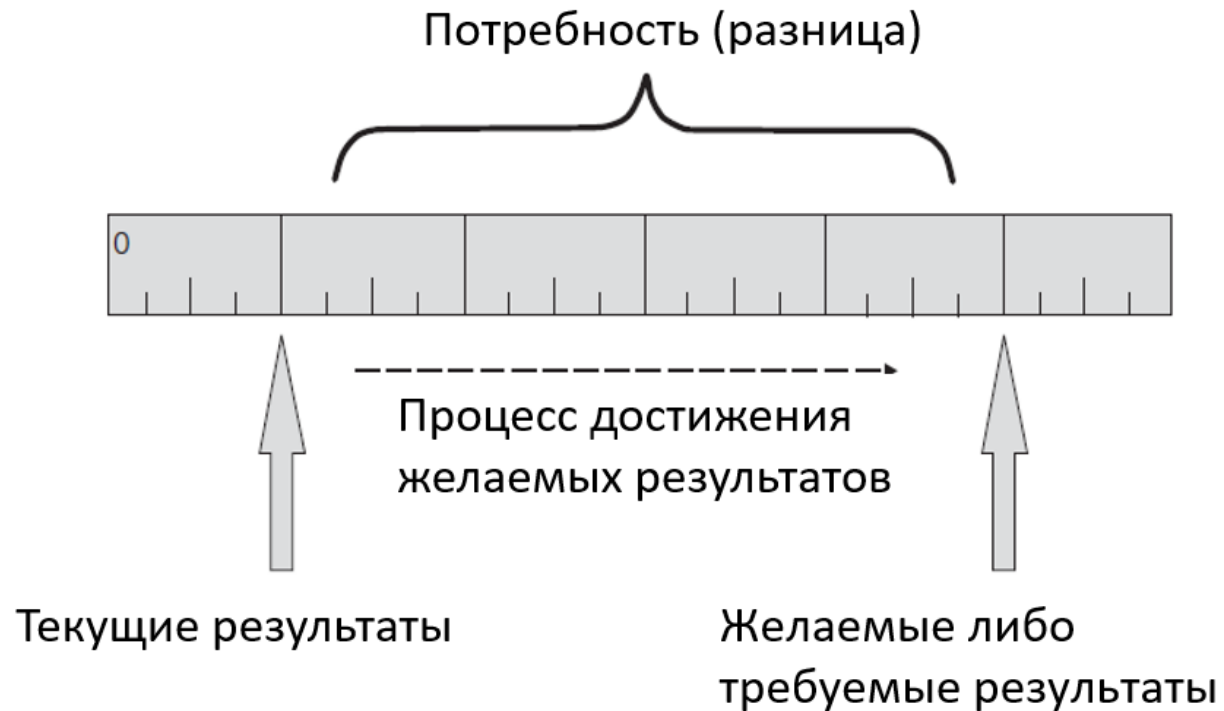 Потребность (разница)
0
Процесс достижения
желаемых результатов
Текущие результаты
Желаемые либо
требуемые результаты